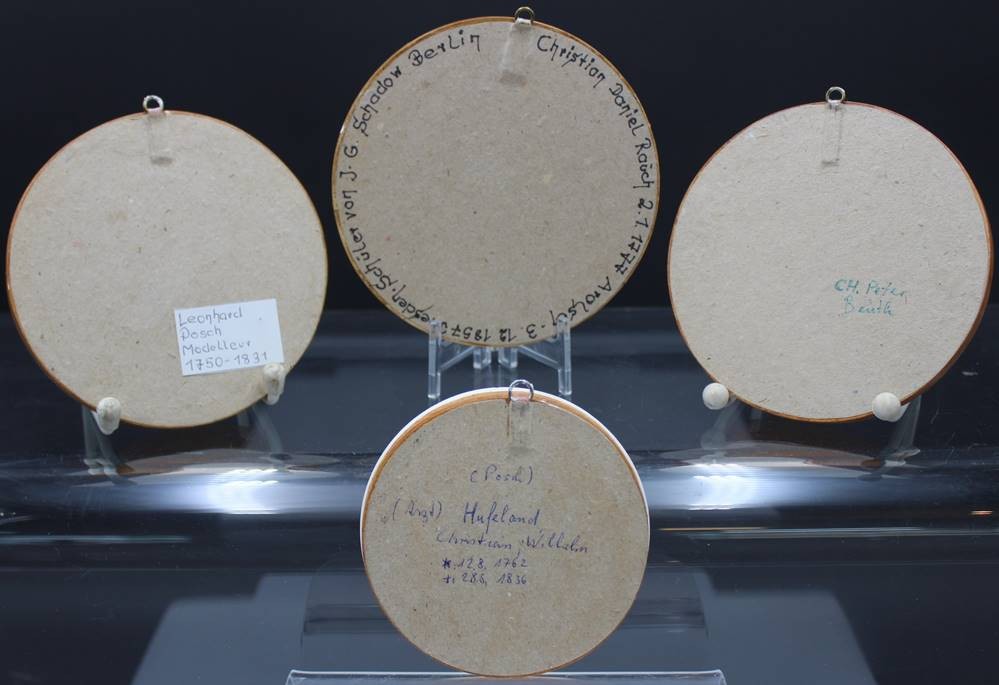 Leonhard
Posch
Modelleur
1750-1831
Christian Daniel Rauch 2.1.1777 Arolsen - 3.12.1857 Dresden. Schüler von J. G. Schadow Berlin
CH. Peter
Beuth
(Posch)
(Arzt) Hufeland
Christian, Wilhelm
*. 12.8. 1762
+. 28.8. 1836